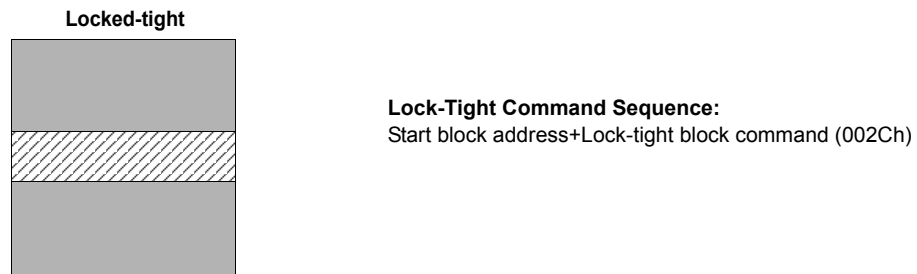 Locked-tight
Lock-Tight Command Sequence:
Start block address+Lock-tight block command (002Ch)